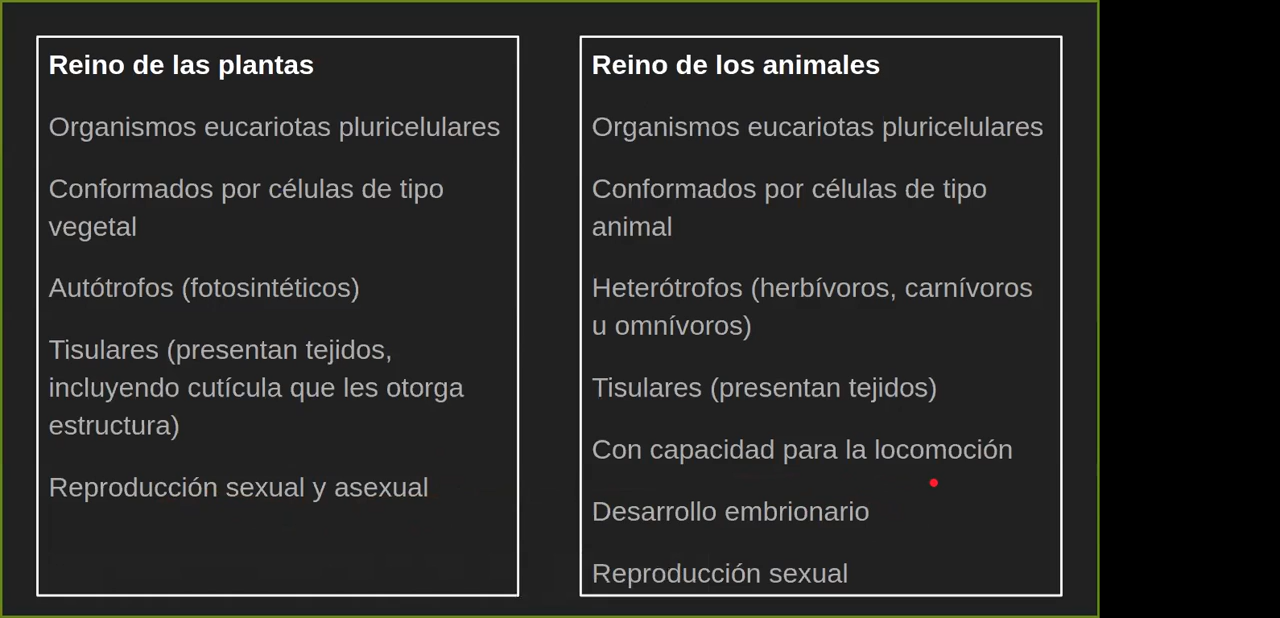 Reino de las plantas
Organismos eucariotas pluricelulares
Conformados por células de tipo
vegetal
Autótrofos (fotosintéticos)
Tisulares (presentan tejidos,
incluyendo cutícula que les otorga
estructura)
Reproducción sexual y asexual
Reino de los animales
Organismos eucariotas pluricelulares
Conformados por células de tipo
animal
Heterótrofos (herbívoros, carnívoros
u omnívoros)
Tisulares (presentan tejidos)
Con capacidad para la locomoción
Desarrollo embrionario
Reproducción sexual